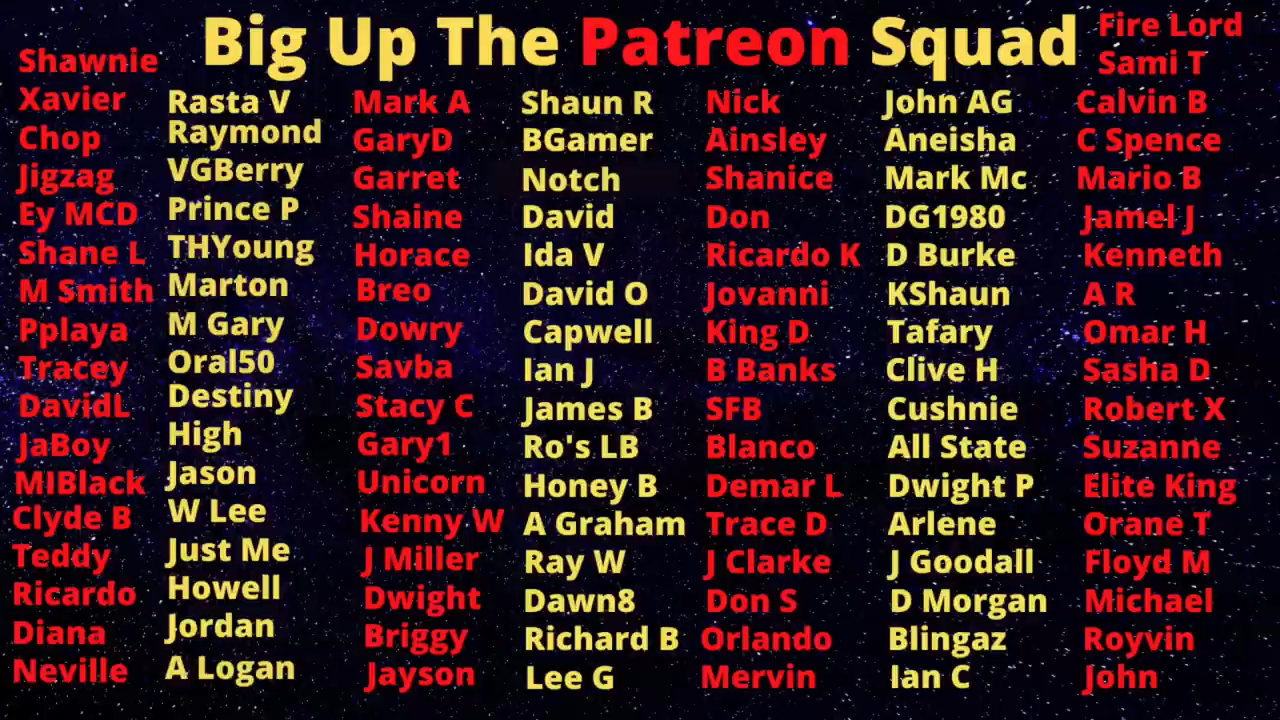 Big Up The Patreon Squad
Shawnie
Xavier
Chop
Jigzag
Ey MCD
Shane L
M Smith
Pplaya
Tracey
DavidL
JaBoy
MIBlack
Clyde B
Teddy
Ricardo
Diana
Neville
Rasta V
Raymond
VGBerry
Prince P
THYoung
Marton
M Gary
Oral50
Destiny
High
Jason
W Lee
Just Me
Howell
Jordan
A Logan
Mark A
GaryD
Garret
Shaine
Horace
Breo
Dowry
Savba
Stacy C
Gary1
Unicorn
Kenny W
J Miller
Dwight
Briggy
Jayson
Shaun R
BGamer
Notch
David
Ida V
David O
Capwell
Ian J
James B
Ro's LB
Honey B
A Graham
Ray W
Dawn8
Richard B
Lee G
Nick
Ainsley
Shanice
Don
Ricardo K
Jovanni
King D
B Banks
SFB
Blanco
Demar L
Trace D
J Clarke
Don S
Orlando
Mervin
John AG
Aneisha
Mark Mc
DG1980
D Burke
KShaun
Tafary
Clive H
Cushnie
All State
Dwight P
Arlene
J Goodall
D Morgan
Blingaz
Ian C
Fire Lord
Sami T
Calvin B
C Spence
Mario B
Jamel J
Kenneth
A R
Omar H
Sasha D
Robert X
Suzanne
Elite King
Orane T
Floyd M
Michael
Royvin
John